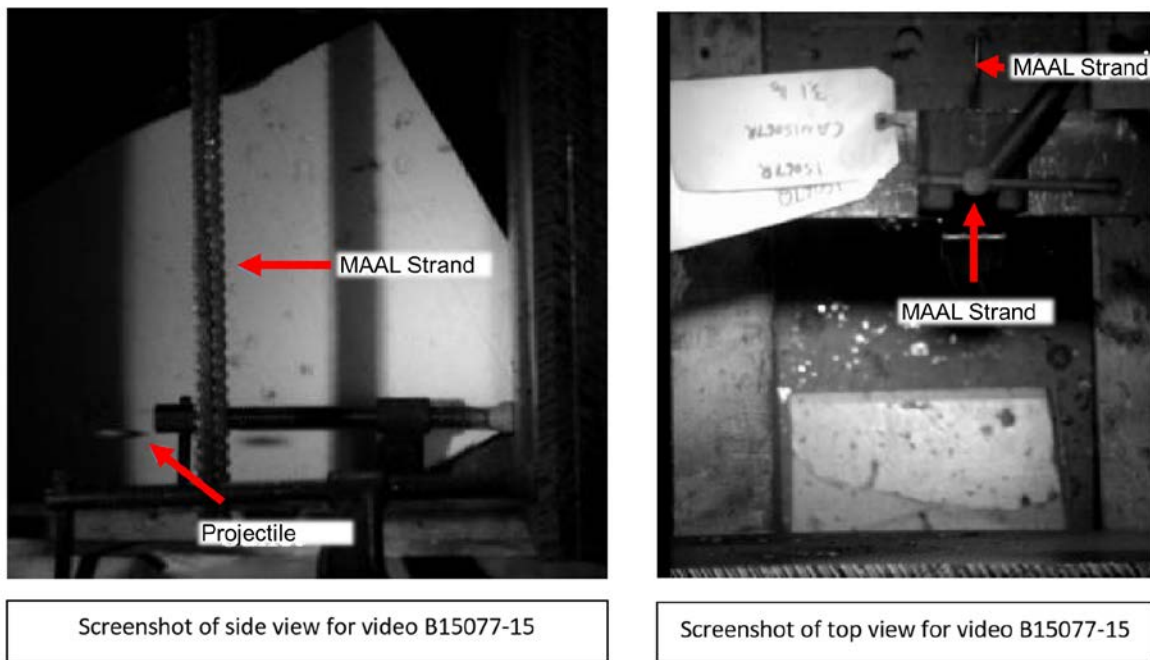 MAAL Strand
Projectile
Screenshot of side view for video B15077-15
MAAL Strand
MAAL Strand
Screenshot of top view for video B15077-15